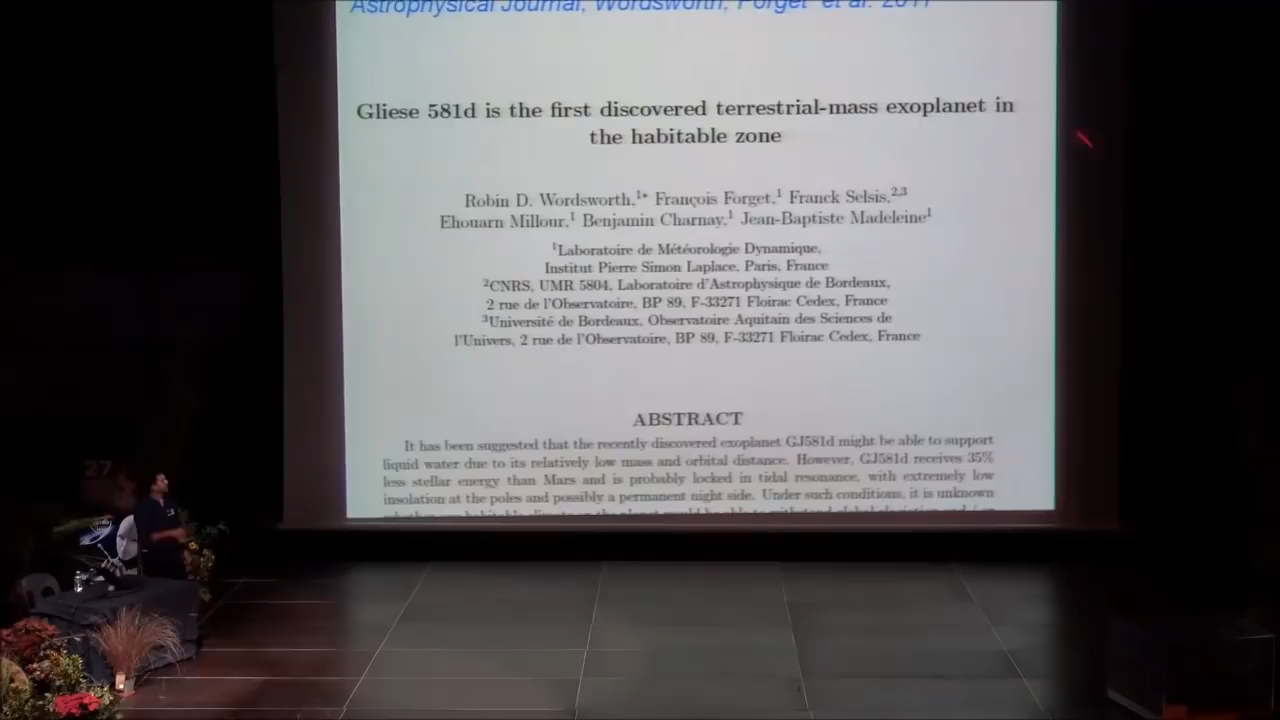 Astrophysical Journal, Wordsworth, Forget et al. 2011
Gliese 581d is the first discovered terrestrial-mass exoplanet in
the habitable zone
Robin D. Wordsworth,¹* François Forget,¹ Franck Selsis,²,³
Ehouarn Millour,¹ Benjamin Charnay,¹ Jean-Baptiste Madeleine¹
¹Laboratoire de Météorologie Dynamique,
Institut Pierre Simon Laplace, Paris, France
²CNRS, UMR 5804, Laboratoire d'Astrophysique de Bordeaux,
2 rue de l'Observatoire, BP 89, F-33271 Floirac Cedex, France
³Université de Bordeaux, Observatoire Aquitain des Sciences de
l'Univers, 2 rue de l'Observatoire, BP 89, F-33271 Floirac Cedex, France
ABSTRACT
It has been suggested that the recently discovered exoplanet GJ581d might be able to support
liquid water due to its relatively low mass and orbital distance. However, GJ581d receives 35%
less stellar energy than Mars and is probably locked in tidal resonance, with extremely low
insolation at the poles and possibly a permanent night side. Under such conditions, it is unknown
27